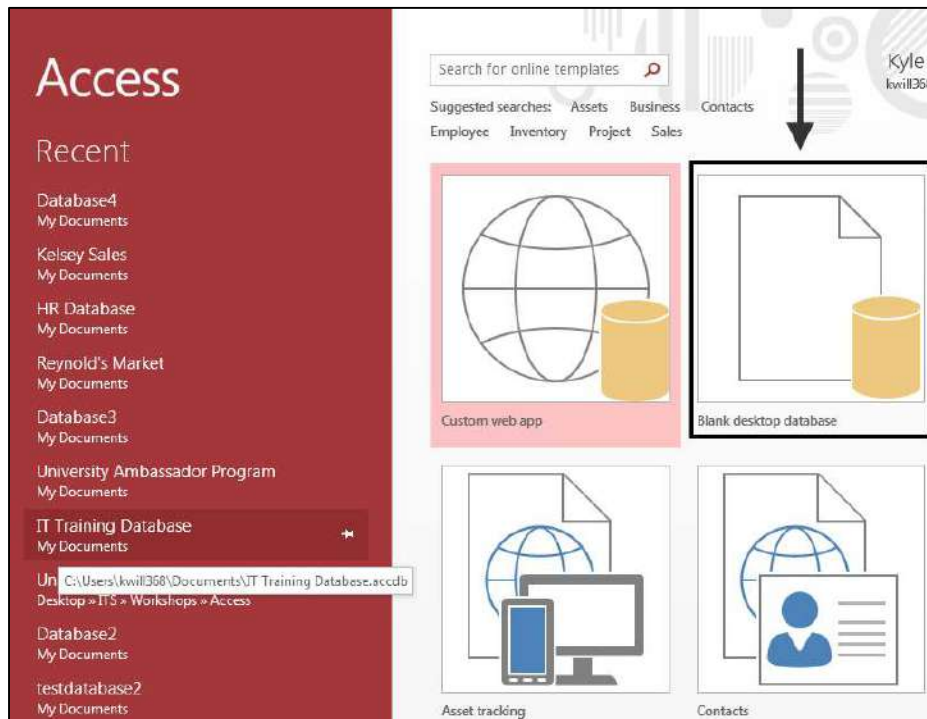 Access
Recent
Database4
My Documents
Kelsey Sales
My Documents
HR Database
My Documents
Reynold's Market
My Documents
Database3
My Documents
University Ambassador Program
My Documents
IT Training Database
My Documents
Un
C:\Users\kwill368\Documents\IT Training Database.accdb
Desktop » ITS » Workshops » Access
Database2
My Documents
testdatabase2
My Documents
Search for online templates
Suggested searches: Assets Business Contacts
Employee Inventory Project Sales
Kyle
kwill368
Custom web app
Blank desktop database
Asset tracking
Contacts